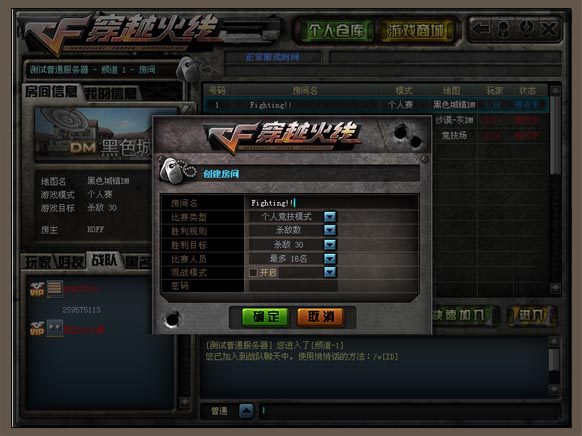 穿越火线
个人仓库
游戏商城
测试普通服务器 - 频道 1 - 房间.
正常游戏时间
房间信息 我的信息
号码 房间名 模式 地图 玩家 状态
1 Fighting!! 个人赛 黑色城镇DM 1/16 等待中
沙漠-灰DM
竞技场
DM 黑色城
地图名 黑色城镇DM
游戏模式 个人赛
游戏目标 杀敌 30
房主 KOFF
玩家 好友 战队 黑名
VIP
259575113
VIP
CF 穿越火线
创建房间
房间名 Fighting!!
比赛类型 个人竞技模式
胜利规则 杀敌数
胜利目标 杀敌 30
比赛人员 最多 16名
观战模式 开启
密码
确定 取消
快速加入 进入
[测试普通服务器] 您进入了[频道-1]
您已加入到战队聊天中。使用悄悄话的方法:/*[ID]
普通